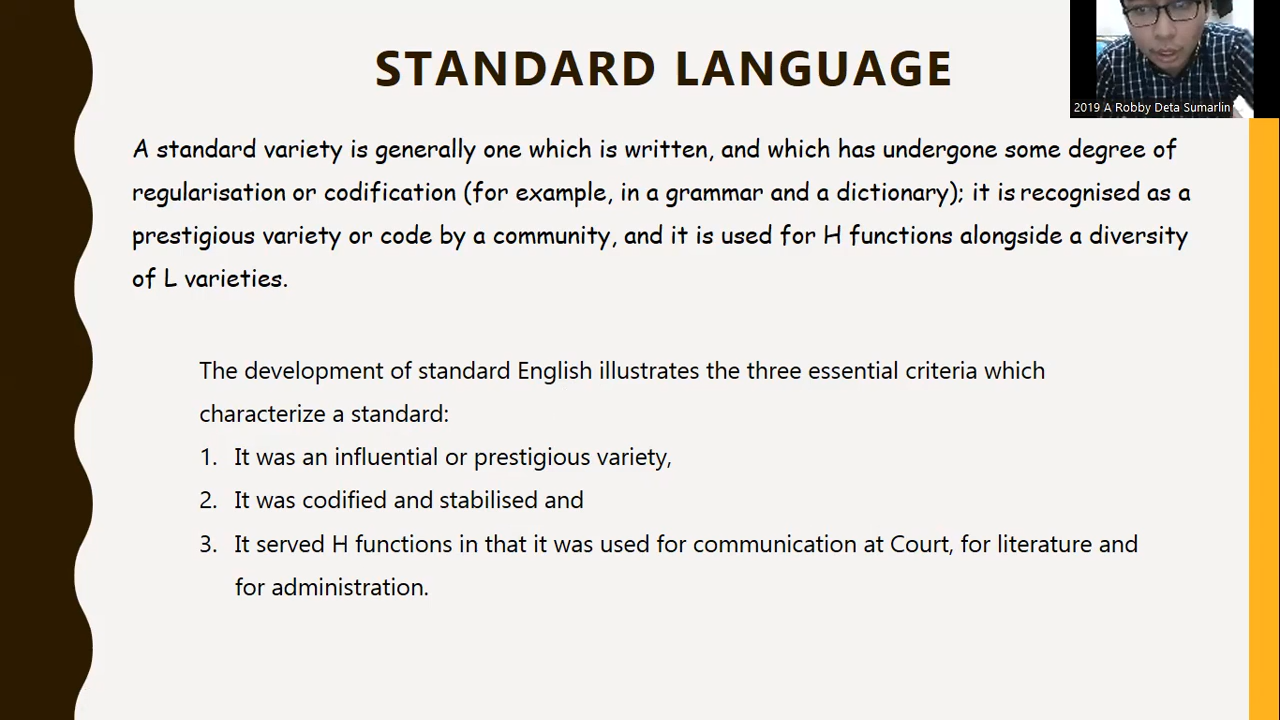 STANDARD LANGUAGE
2019 A Robby Deta Sumarlin
A standard variety is generally one which is written, and which has undergone some degree of
regularisation or codification (for example, in a grammar and a dictionary); it is recognised as a
prestigious variety or code by a community, and it is used for H functions alongside a diversity
of L varieties.
The development of standard English illustrates the three essential criteria which
characterize a standard:
1. It was an influential or prestigious variety,
2. It was codified and stabilised and
3. It served H functions in that it was used for communication at Court, for literature and
for administration.